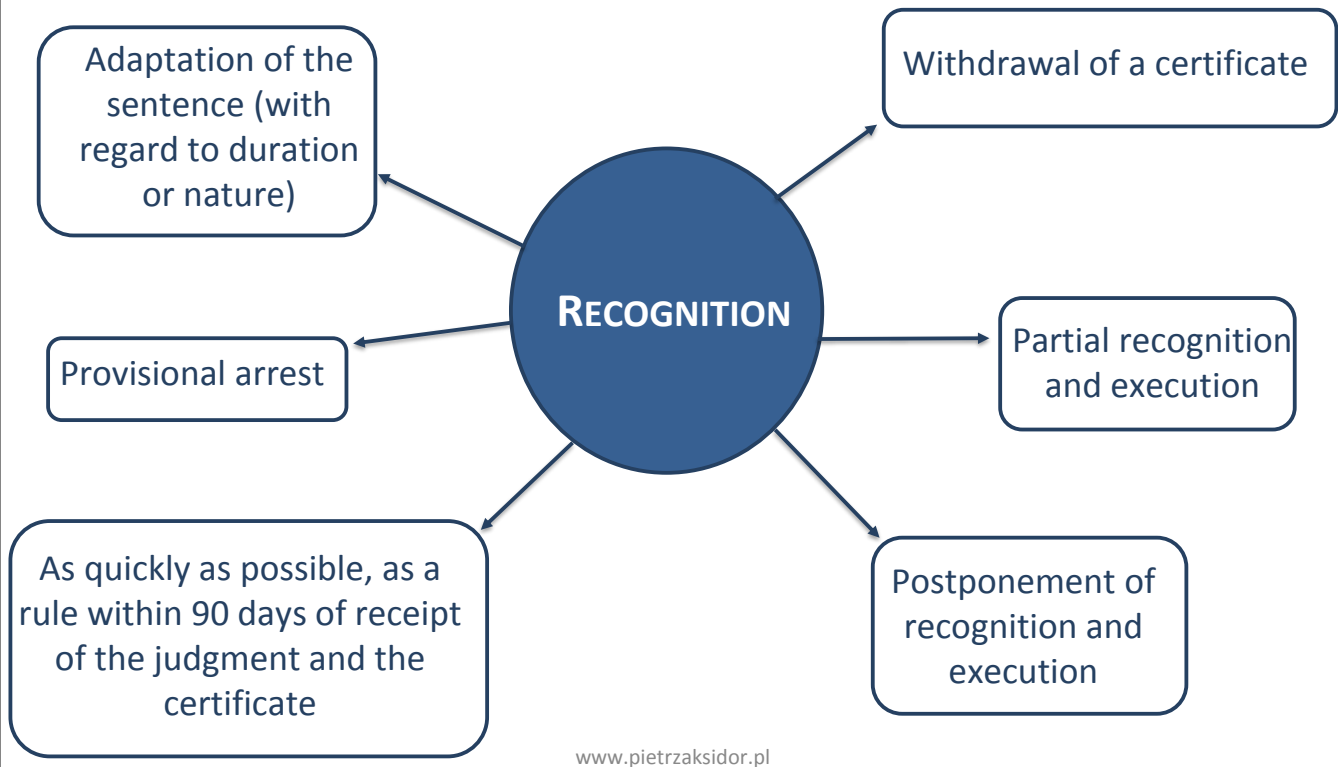 Adaptation of the
sentence (with
regard to duration
or nature)
Withdrawal of a certificate
RECOGNITION
Provisional arrest
Partial recognition
and execution
As quickly as possible, as a
rule within 90 days of receipt
of the judgment and the
certificate
Postponement of
recognition and
execution
www.pietrzaksidor.pl